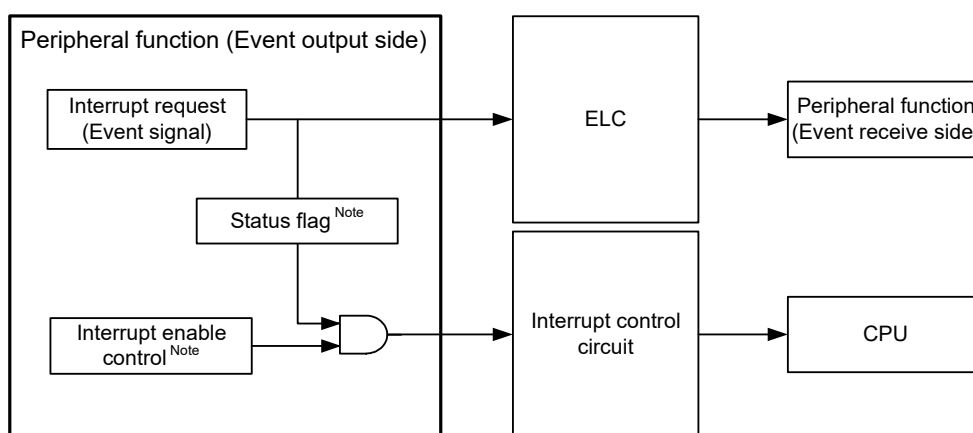 Peripheral function (Event output side)
Interrupt request
(Event signal)
ELC
Peripheral function
(Event receive side
Status flag Note
Interrupt enable
control Note
Interrupt control
circuit
CPU